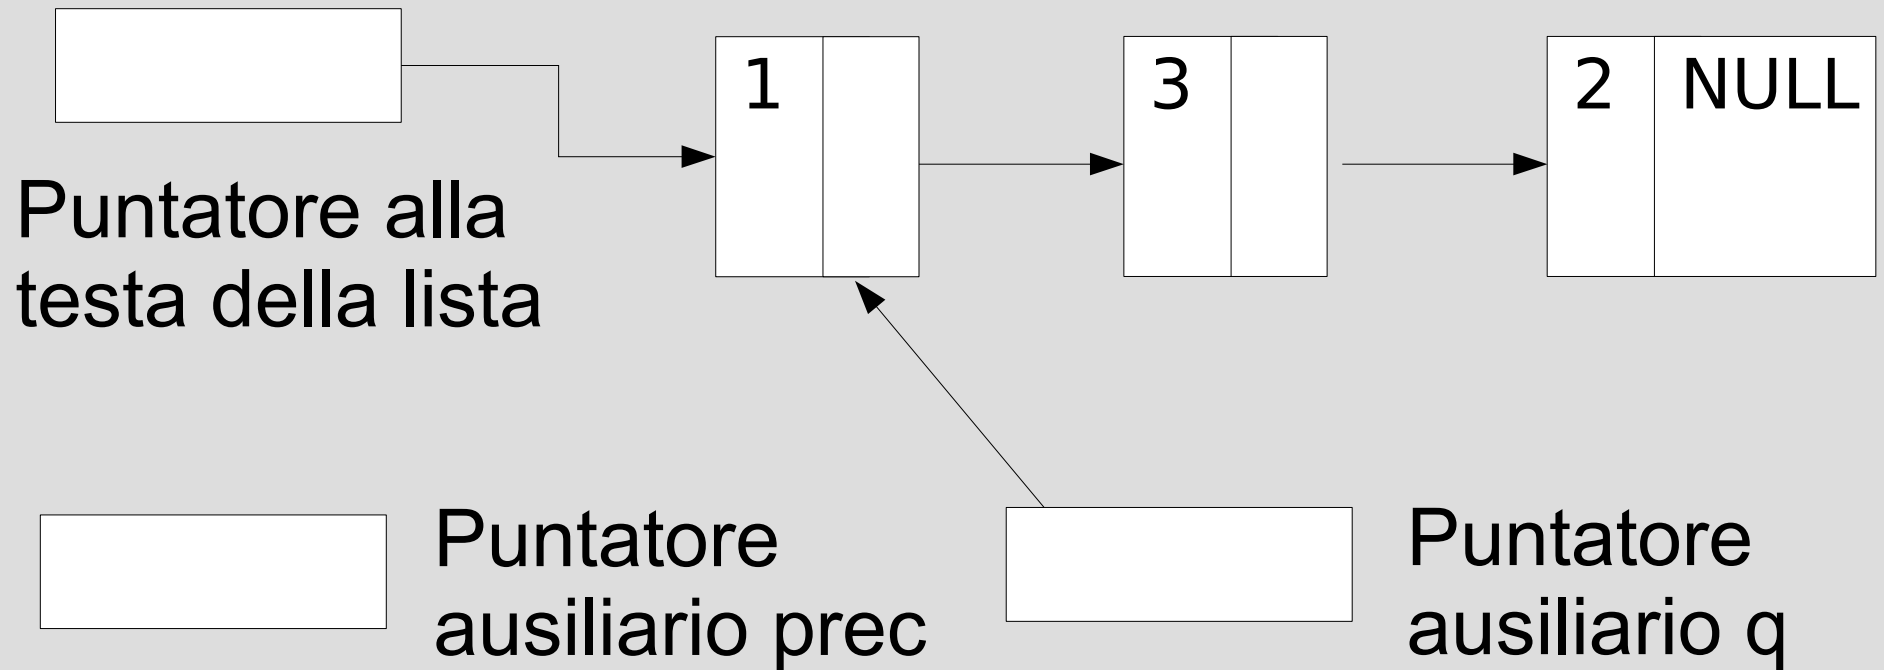 1
3
2 NULL
Puntatore alla
testa della lista
Puntatore
ausiliario prec
Puntatore
ausiliario q